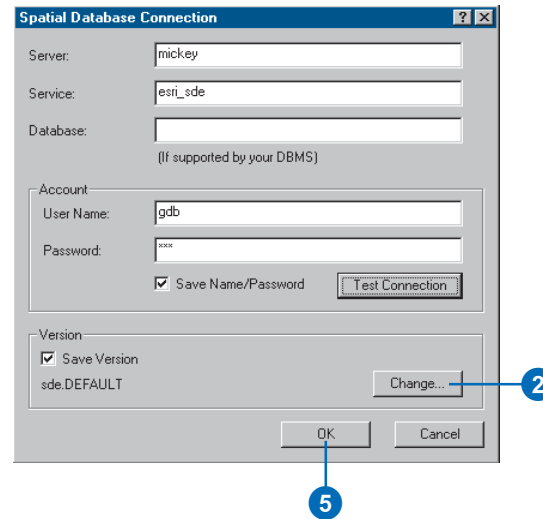 Spatial Database Connection
Server: mickey
Service: esri_sde
Database:
(If supported by your DBMS)
Account
User Name: gdb
Password: ×××
Save Name/Password Test Connection
Version
Save Version
sde.DEFAULT Change... 2
OK Cancel
5